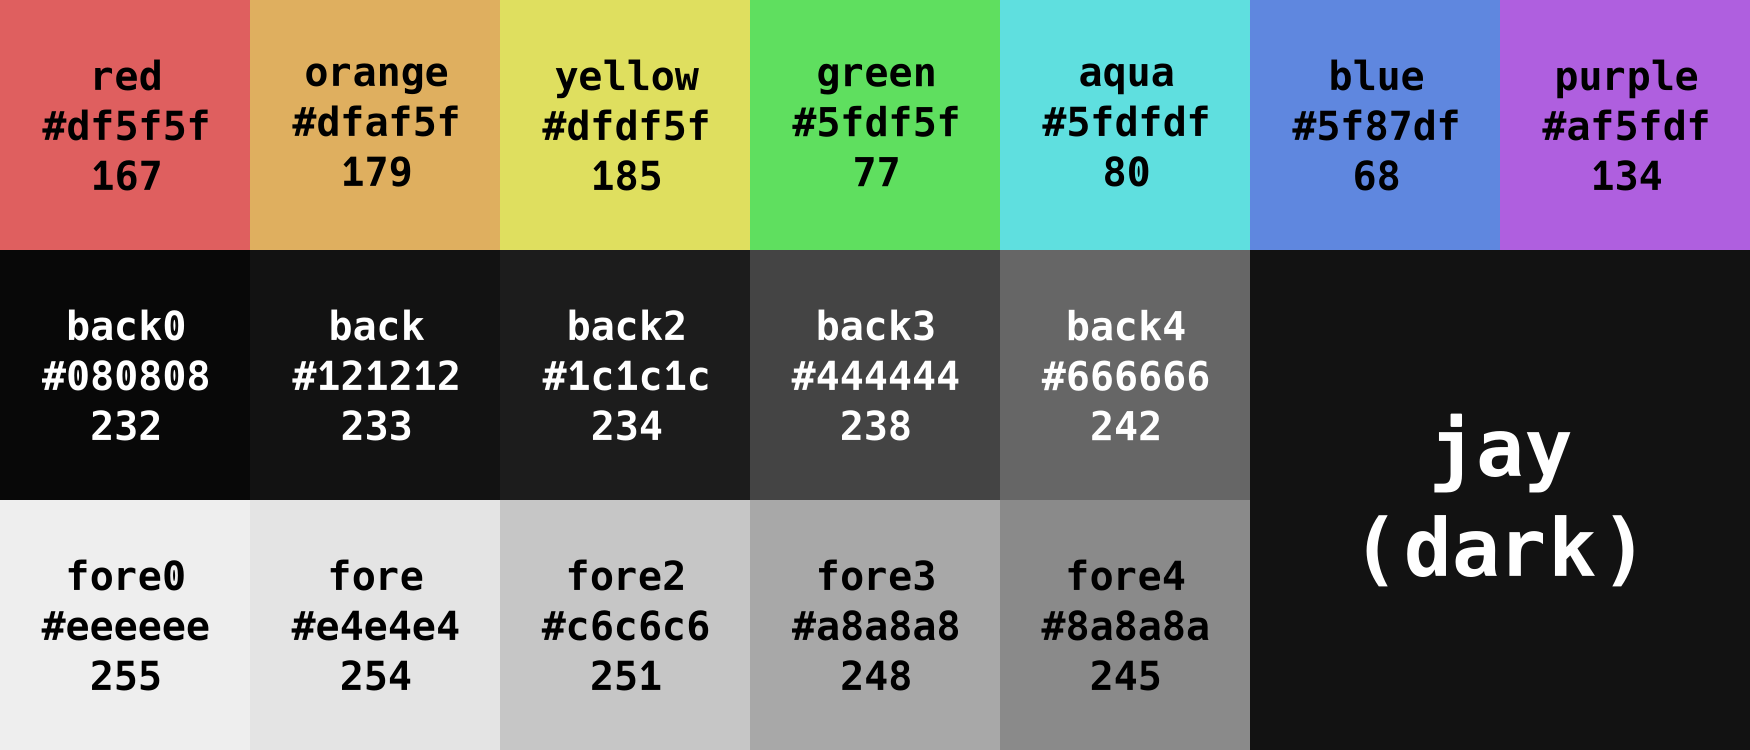 red
#df5f5f
167
orange
#dfaf5f
179
yellow
#dfdf5f
185
green
#5fdf5f
77
aqua
#5fdfdf
80
blue
#5f87df
68
purple
#af5fdf
134
back0
#080808
232
back
#121212
233
back2
#1c1c1c
234
back3
#444444
238
back4
#666666
242
jay
(dark)
fore0
#eeeeee
255
fore
#e4e4e4
254
fore2
#c6c6c6
251
fore3
#a8a8a8
248
fore4
#8a8a8a
245